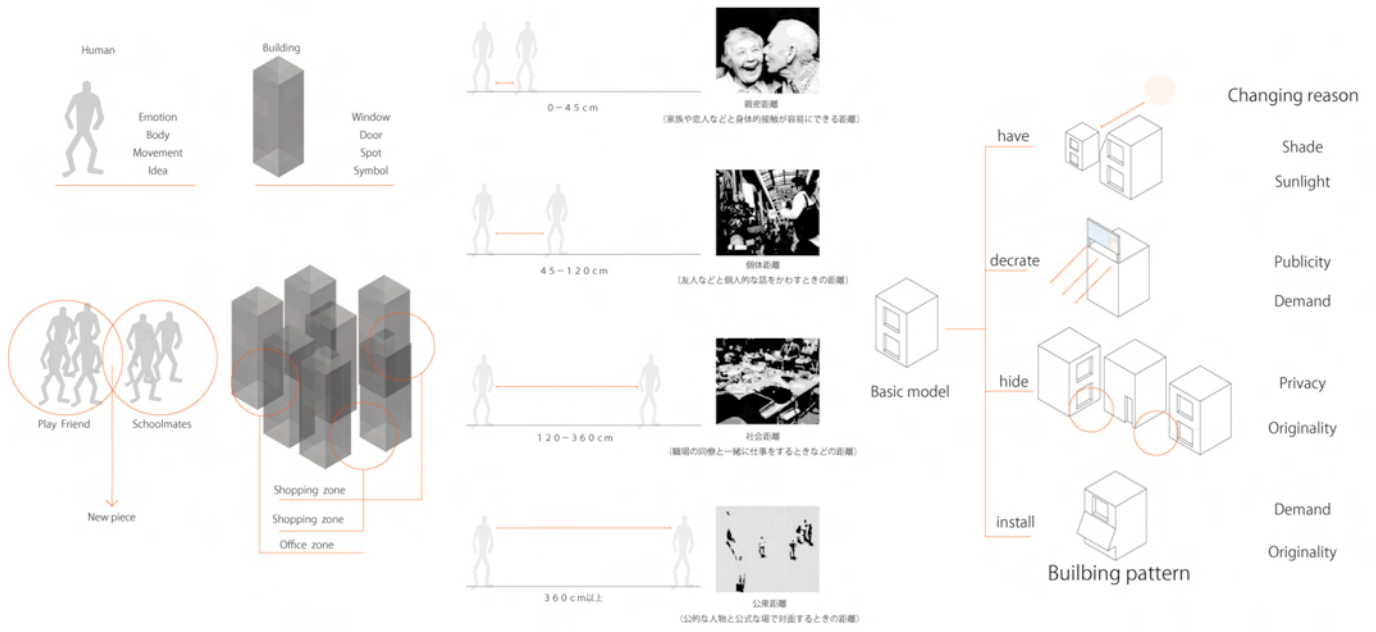 Human
Emotion
Body
Movement
Idea
Building
Window
Door
Spot
Symbol
Play Friend
Schoolmates
New piece
Shopping zone
Shopping zone
Office zone
0−45cm
親密距離
(家族や恋人などと身体的接触が容易にできる距離)
45−120cm
個体距離
(友人などと個人的な話をかわすときの距離)
120−360cm
社会距離
(職場の同僚と一緒に仕事をするときなどの距離)
360cm以上
公衆距離
(公的な人物と公式な場で対面するときの距離)
Basic model
have
decrate
hide
install
Builbing pattern
Changing reason
Shade
Sunlight
Publicity
Demand
Privacy
Originality
Demand
Originality